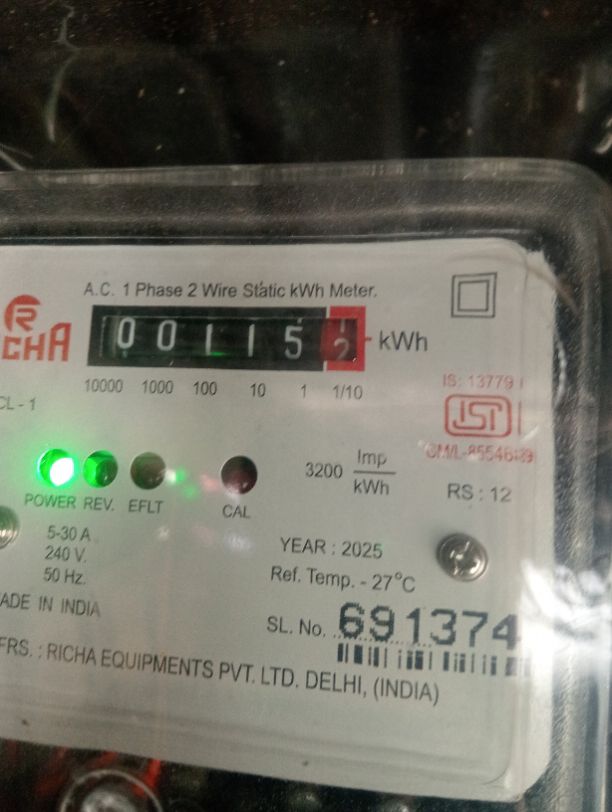 A.C. 1 Phase 2 Wire Static kWh Meter.
R
CHA
001151 kWh
2
10000 1000 100 10 1 1/10
IS: 13779
ISI
CL - 1
3200 Imp
kWh
RS : 12
POWER REV. EFLT CAL
5-30 A
240 V.
50 Hz.
YEAR : 2025
Ref. Temp. - 27°C
ADE IN INDIA
SL. No. 691374
FRS. : RICHA EQUIPMENTS PVT. LTD. DELHI, (INDIA)